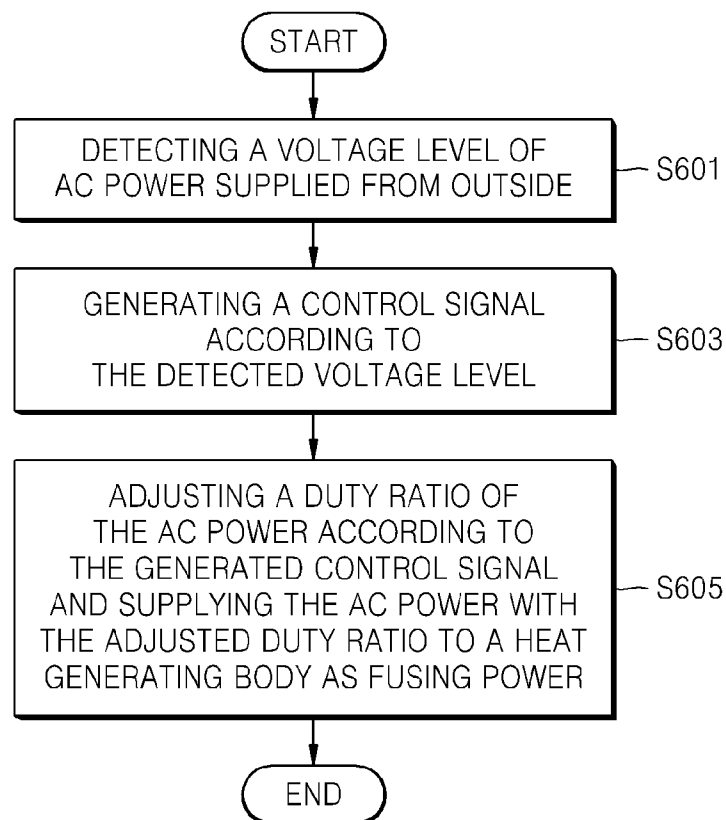 START
DETECTING A VOLTAGE LEVEL OF
AC POWER SUPPLIED FROM OUTSIDE
S601
GENERATING A CONTROL SIGNAL
ACCORDING TO
THE DETECTED VOLTAGE LEVEL
S603
ADJUSTING A DUTY RATIO OF
THE AC POWER ACCORDING TO
THE GENERATED CONTROL SIGNAL
AND SUPPLYING THE AC POWER WITH
THE ADJUSTED DUTY RATIO TO A HEAT
GENERATING BODY AS FUSING POWER
S605
END